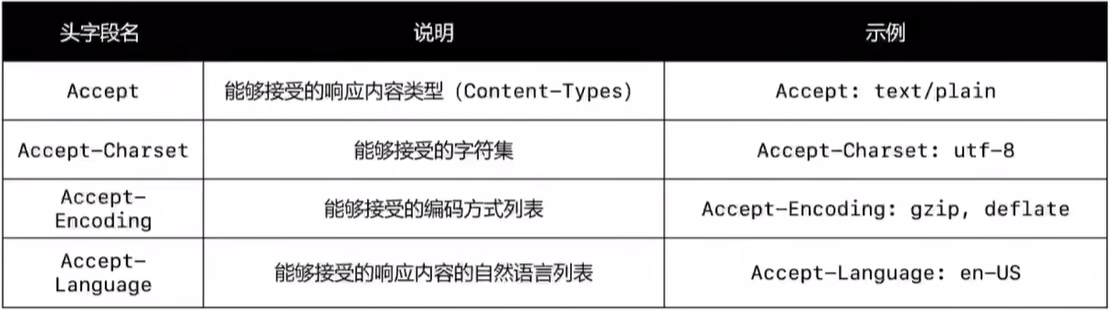 头字段名 说明 示例
Accept 能够接受的响应内容类型（Content-Types） Accept: text/plain
Accept-Charset 能够接受的字符集 Accept-Charset: utf-8
Accept-
Encoding 能够接受的编码方式列表 Accept-Encoding: gzip, deflate
Accept-
Language 能够接受的响应内容的自然语言列表 Accept-Language: en-US